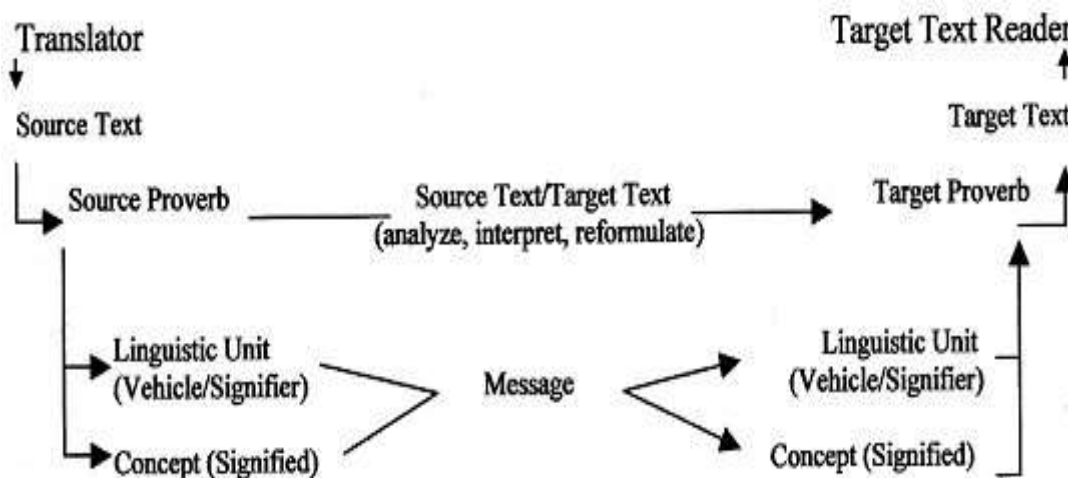 Translator
Target Text Reader
Source Text
Target Text
Source Proverb
Source Text/Target Text
(analyze, interpret, reformulate)
Target Proverb
Linguistic Unit
(Vehicle/Signifier)
Message
Linguistic Unit
(Vehicle/Signifier)
Concept (Signified)
Concept (Signified)